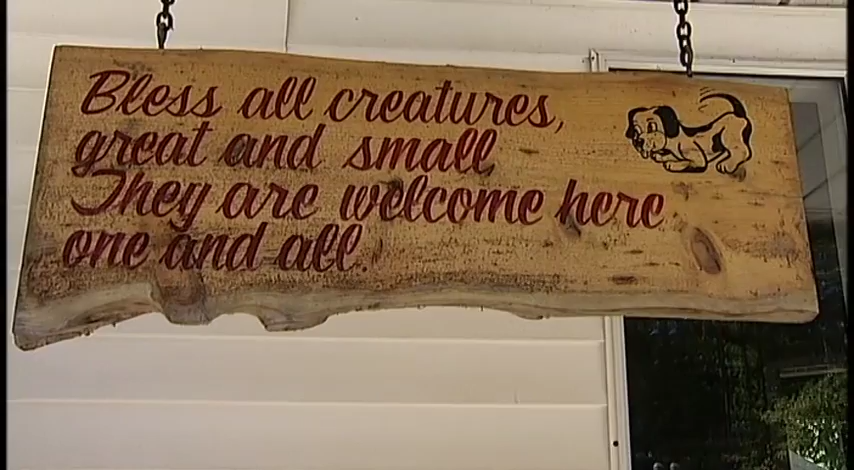 Bless all creatures,
great and small
They are welcome here
one and all.